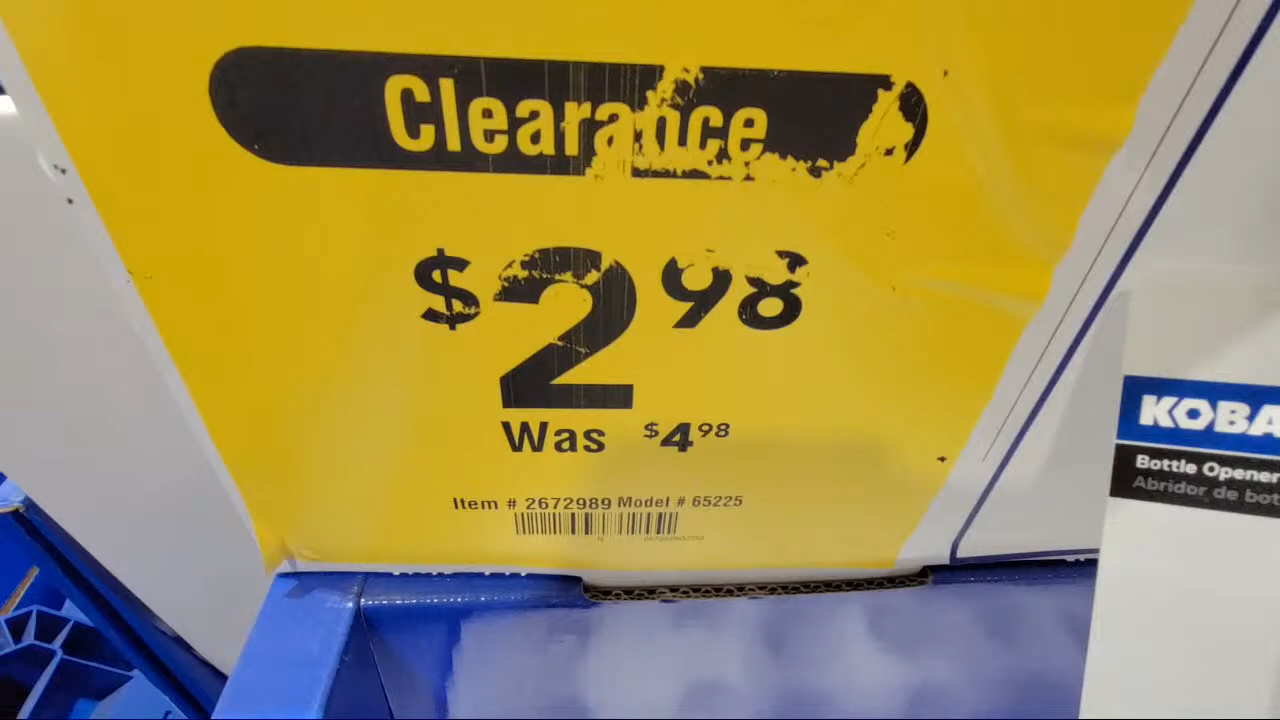 Clearance
$2 98
Was $4 98
Item # 2672989 Model # 65225
KOBA
Bottle Opener
Abridor de bot